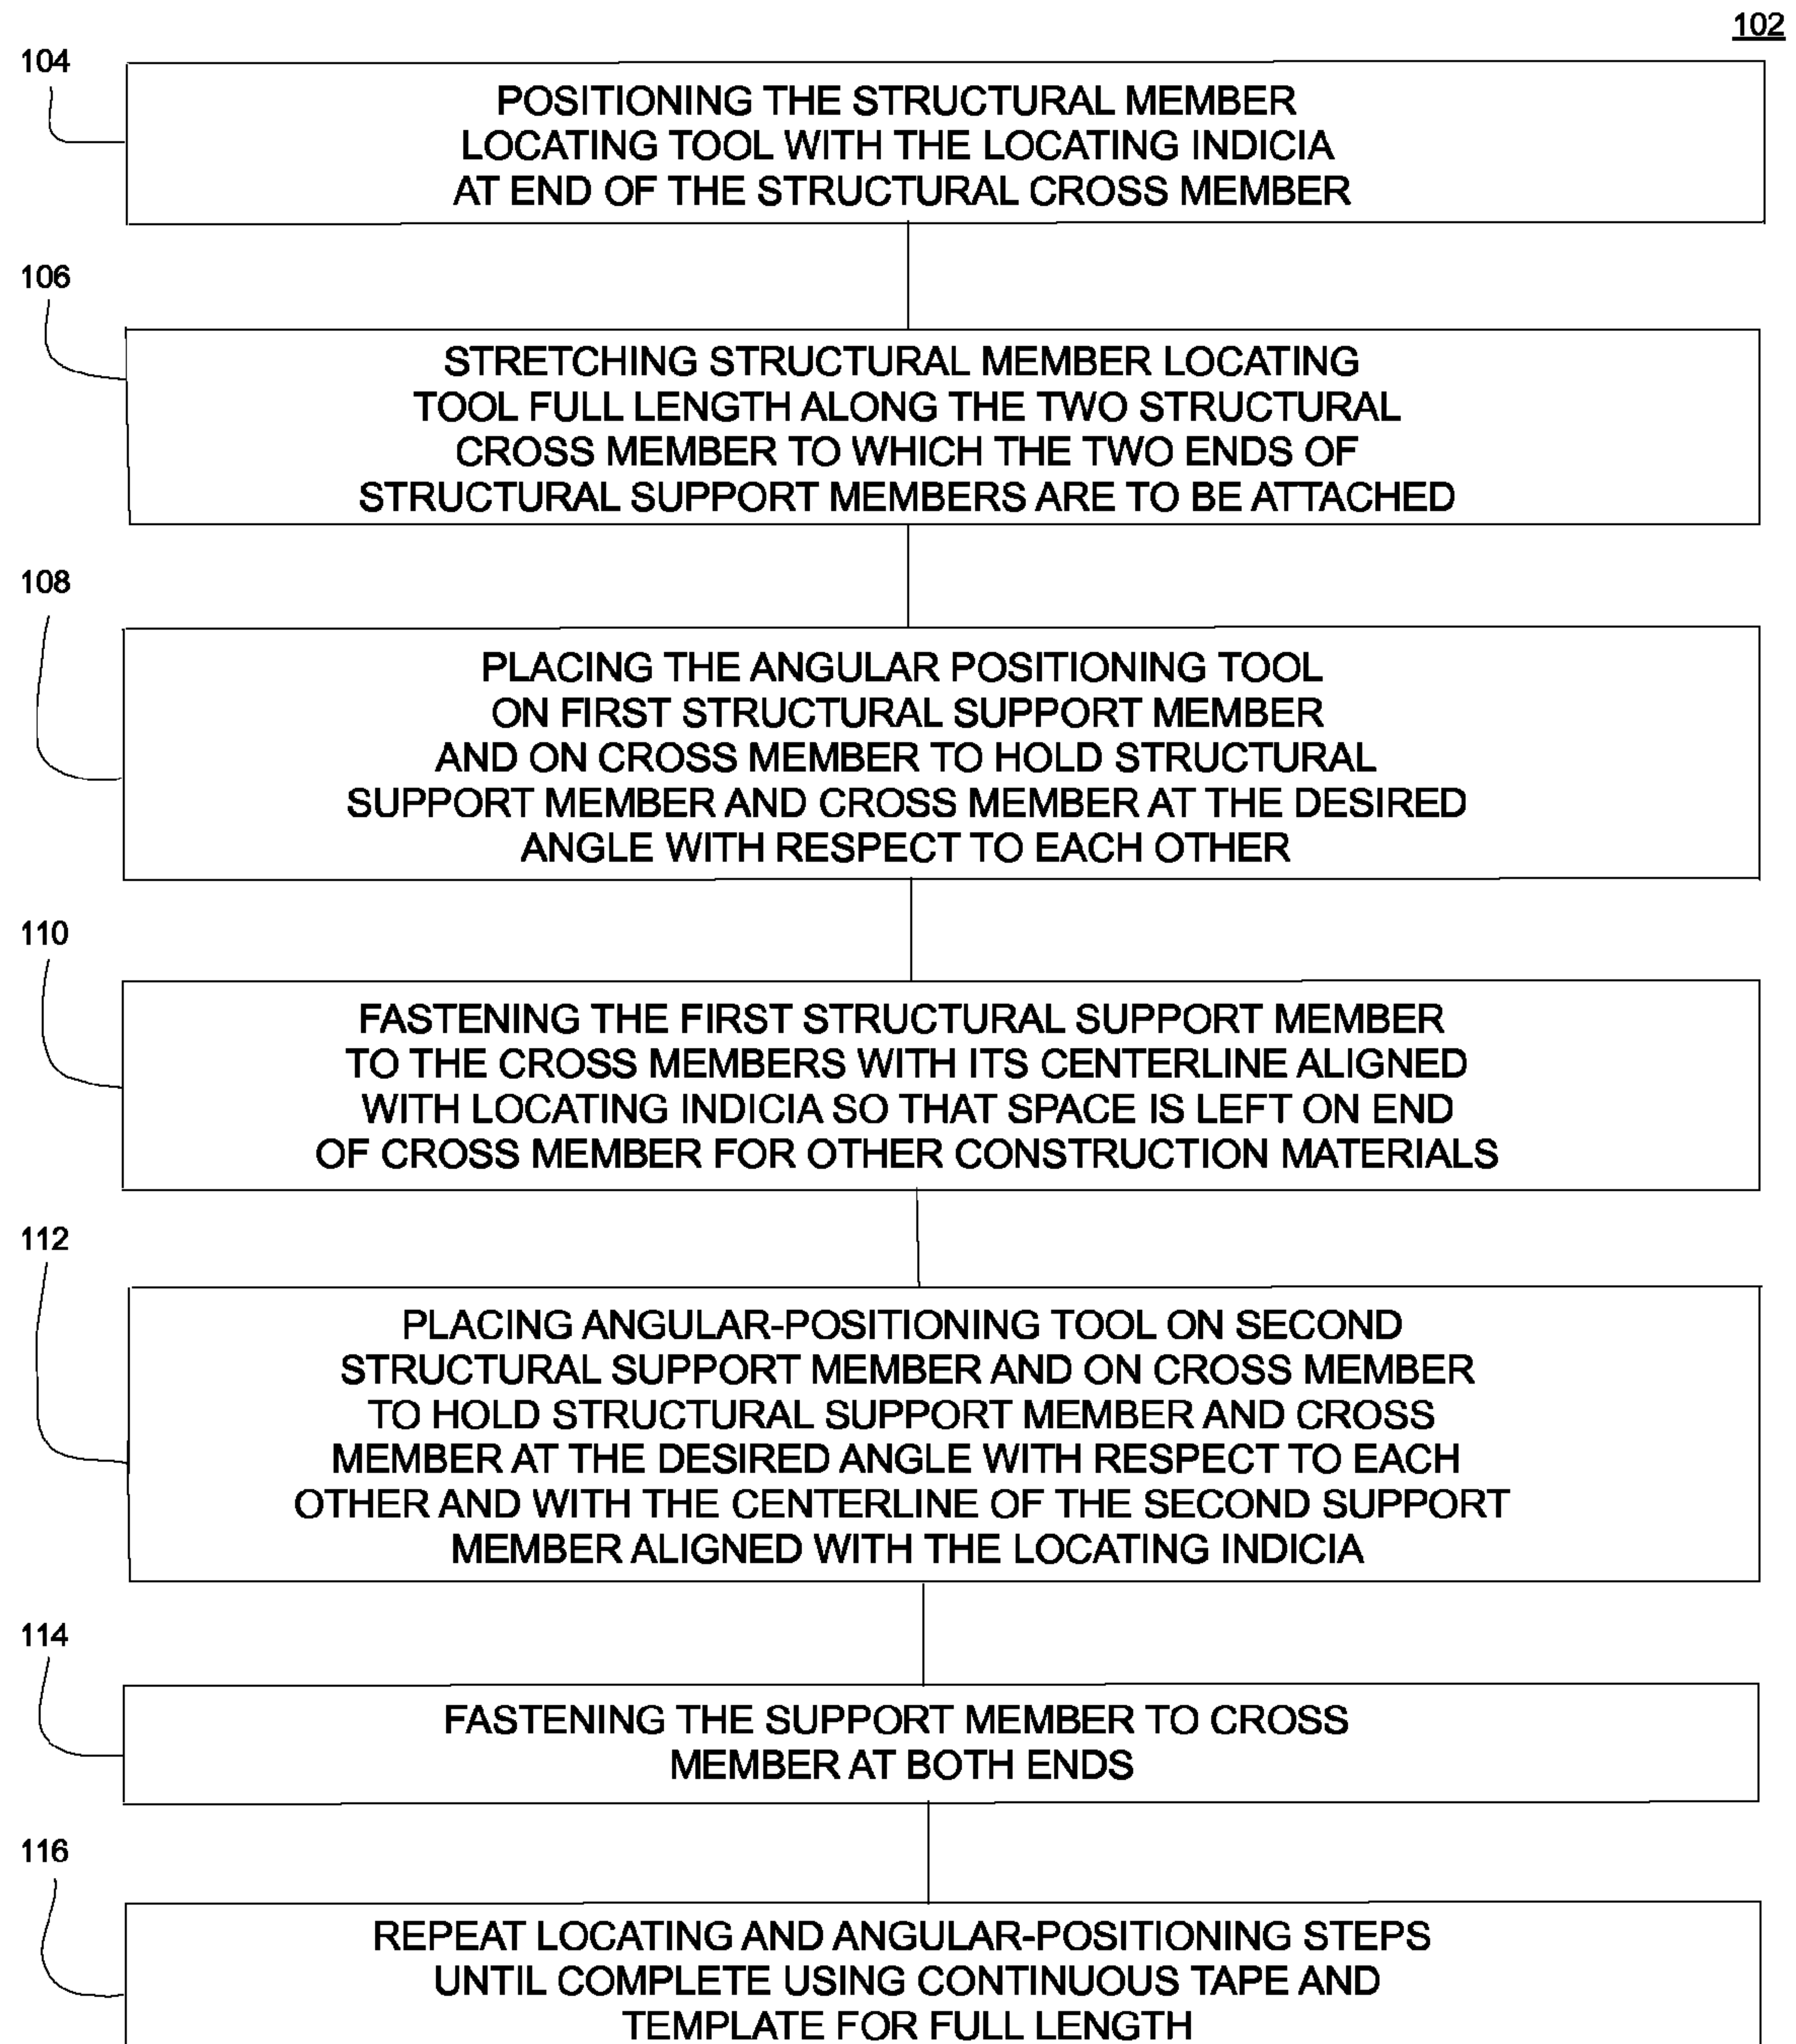 102
104
POSITIONING THE STRUCTURAL MEMBER
LOCATING TOOL WITH THE LOCATING INDICIA
AT END OF THE STRUCTURAL CROSS MEMBER
106
STRETCHING STRUCTURAL MEMBER LOCATING
TOOL FULL LENGTH ALONG THE TWO STRUCTURAL
CROSS MEMBER TO WHICH THE TWO ENDS OF
STRUCTURAL SUPPORT MEMBERS ARE TO BE ATTACHED
108
PLACING THE ANGULAR POSITIONING TOOL
ON FIRST STRUCTURAL SUPPORT MEMBER
AND ON CROSS MEMBER TO HOLD STRUCTURAL
SUPPORT MEMBER AND CROSS MEMBER AT THE DESIRED
ANGLE WITH RESPECT TO EACH OTHER
110
FASTENING THE FIRST STRUCTURAL SUPPORT MEMBER
TO THE CROSS MEMBERS WITH ITS CENTERLINE ALIGNED
WITH LOCATING INDICIA SO THAT SPACE IS LEFT ON END
OF CROSS MEMBER FOR OTHER CONSTRUCTION MATERIALS
112
PLACING ANGULAR-POSITIONING TOOL ON SECOND
STRUCTURAL SUPPORT MEMBER AND ON CROSS MEMBER
TO HOLD STRUCTURAL SUPPORT MEMBER AND CROSS
MEMBER AT THE DESIRED ANGLE WITH RESPECT TO EACH
OTHER AND WITH THE CENTERLINE OF THE SECOND SUPPORT
MEMBER ALIGNED WITH THE LOCATING INDICIA
114
FASTENING THE SUPPORT MEMBER TO CROSS
MEMBER AT BOTH ENDS
116
REPEAT LOCATING AND ANGULAR-POSITIONING STEPS
UNTIL COMPLETE USING CONTINUOUS TAPE AND
TEMPLATE FOR FULL LENGTH